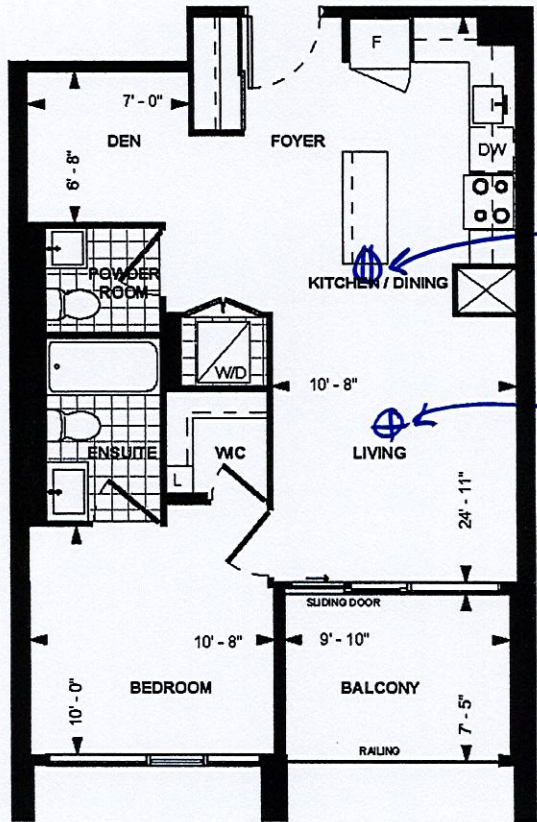 F
7' - 0"
DEN
FOYER
DW
6' - 8"
POWDER
ROOM
KITCHEN / DINING
W/D
10' - 8"
ENSUITE
WIC
LIVING
L
24' - 11"
SLIDING DOOR
10' - 8"
9' - 10"
BEDROOM
BALCONY
10' - 0"
7' - 5"
RAILING